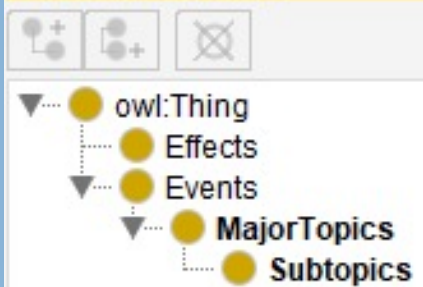 owl:Thing
Effects
Events
MajorTopics
Subtopics